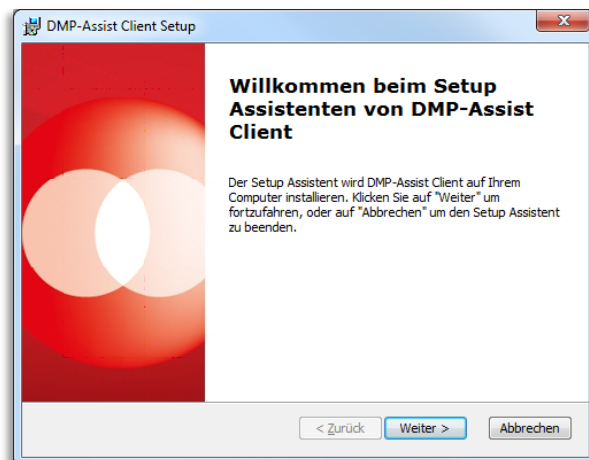 DMP-Assist Client Setup
Willkommen beim Setup
Assistenten von DMP-Assist
Client
Der Setup Assistent wird DMP-Assist Client auf Ihrem
Computer installieren. Klicken Sie auf "Weiter" um
fortzufahren, oder auf "Abbrechen" um den Setup Assistent
zu beenden.
< Zurück Weiter > Abbrechen